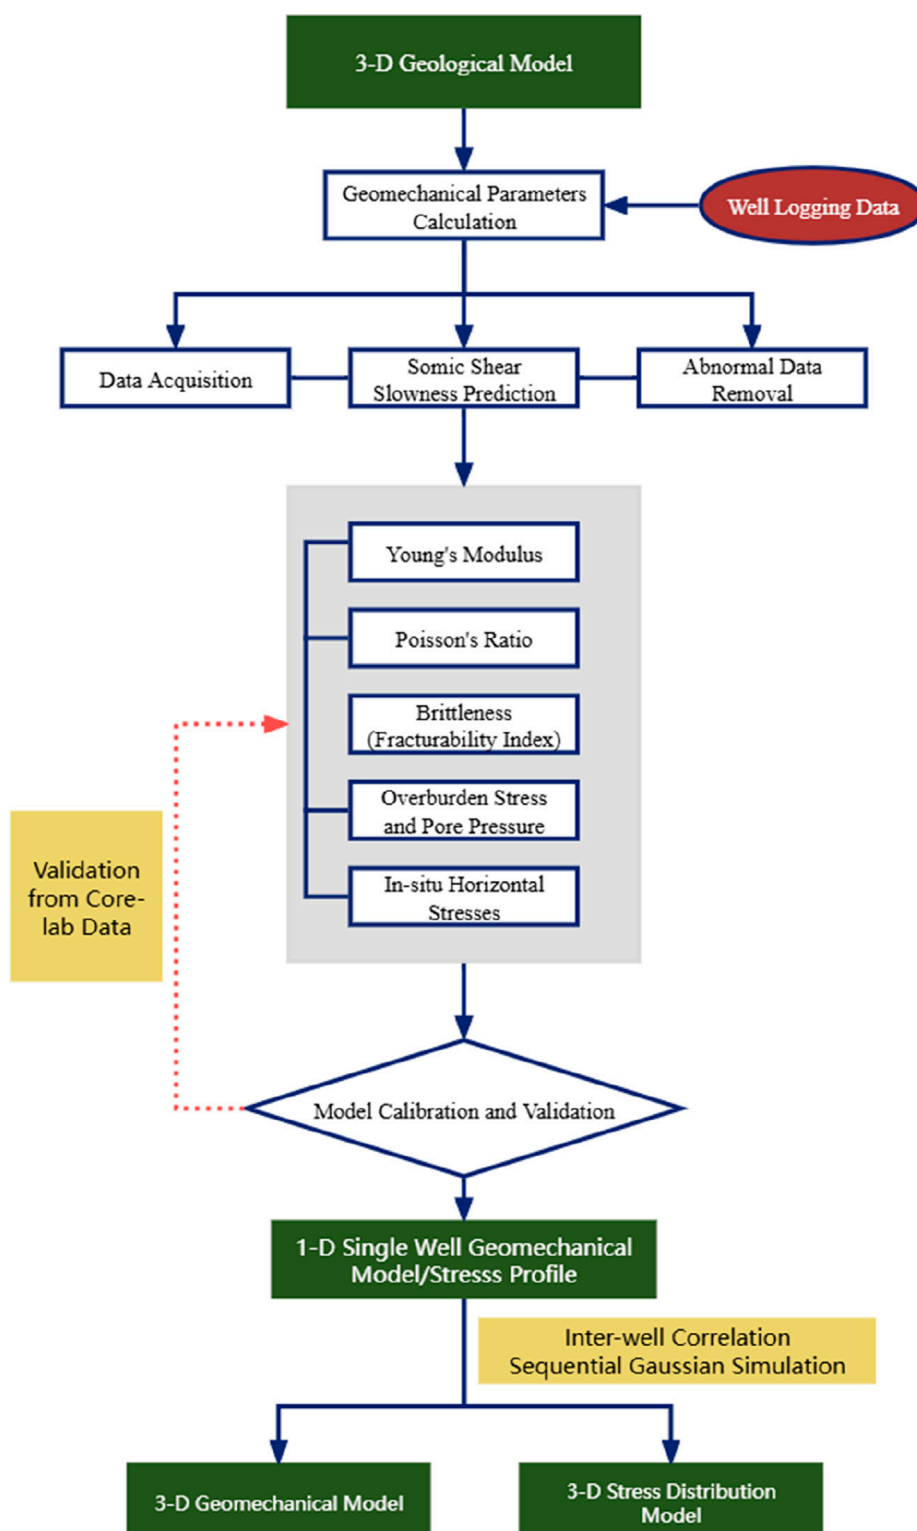 3-D Geological Model
Geomechanical Parameters
Calculation
Well Logging Data
Data Acquisition
Somic Shear
Slowness Prediction
Abnormal Data
Removal
Young's Modulus
Poisson's Ratio
Brittleness
(Fracturability Index)
Overburden Stress
and Pore Pressure
In-situ Horizontal
Stresses
Validation
from Core-
lab Data
Model Calibration and Validation
1-D Single Well Geomechanical
Model/Stresss Profile
Inter-well Correlation
Sequential Gaussian Simulation
3-D Geomechanical Model
3-D Stress Distribution
Model